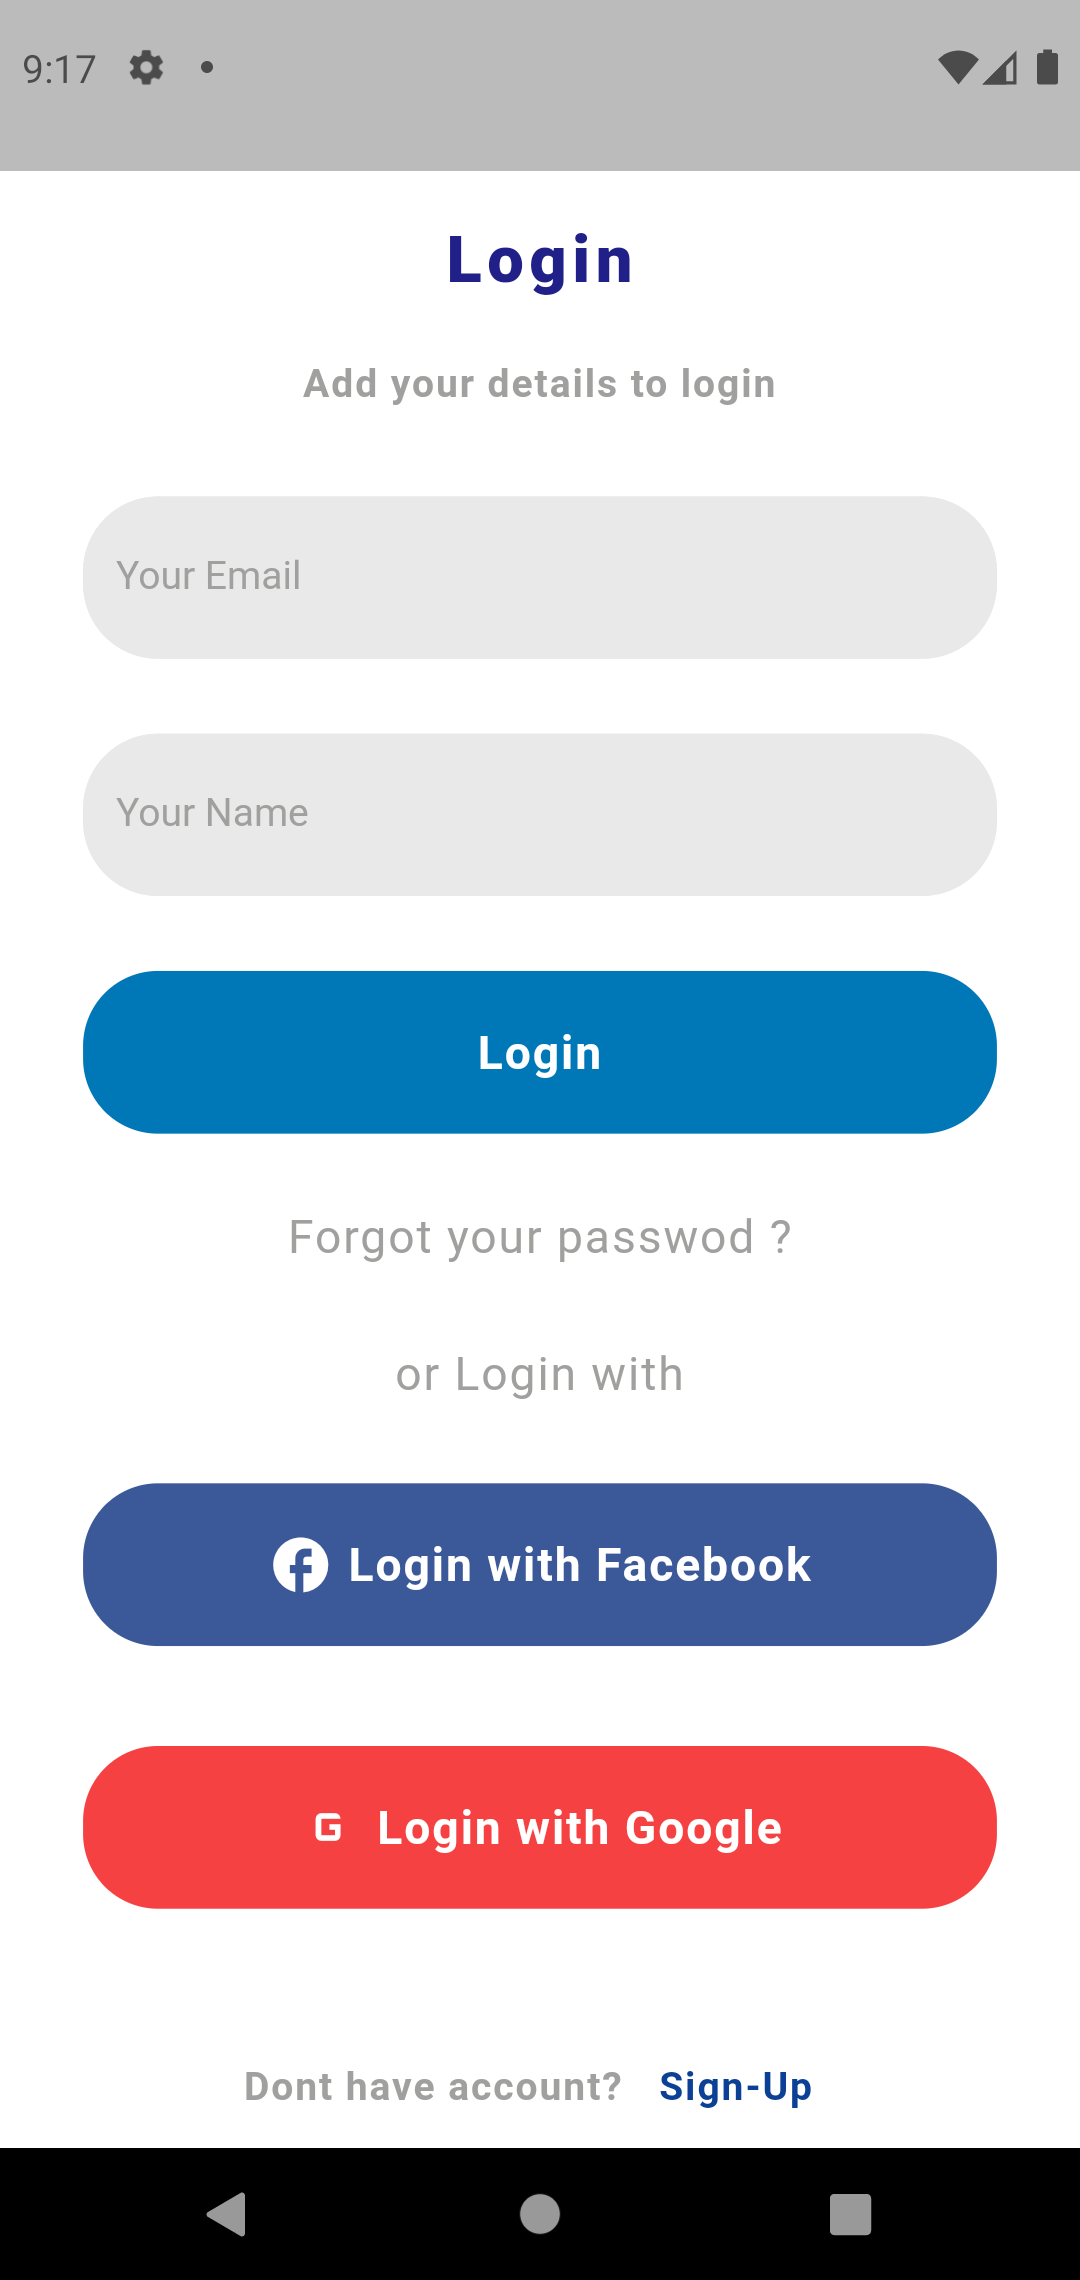 9:17
Login
Add your details to login
Your Email
Your Name
Login
Forgot your passwod ?
or Login with
Login with Facebook
G Login with Google
Dont have account? Sign-Up